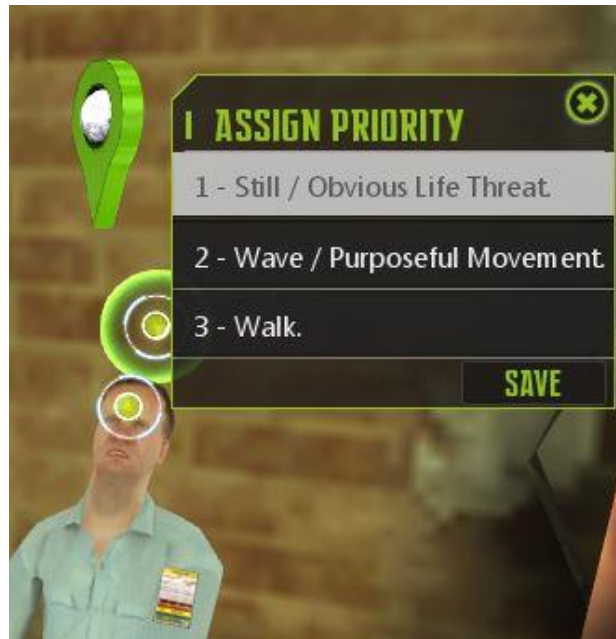 ASSIGN PRIORITY
1 - Still / Obvious Life Threat.
2 - Wave / Purposeful Movement.
3 - Walk.
SAVE